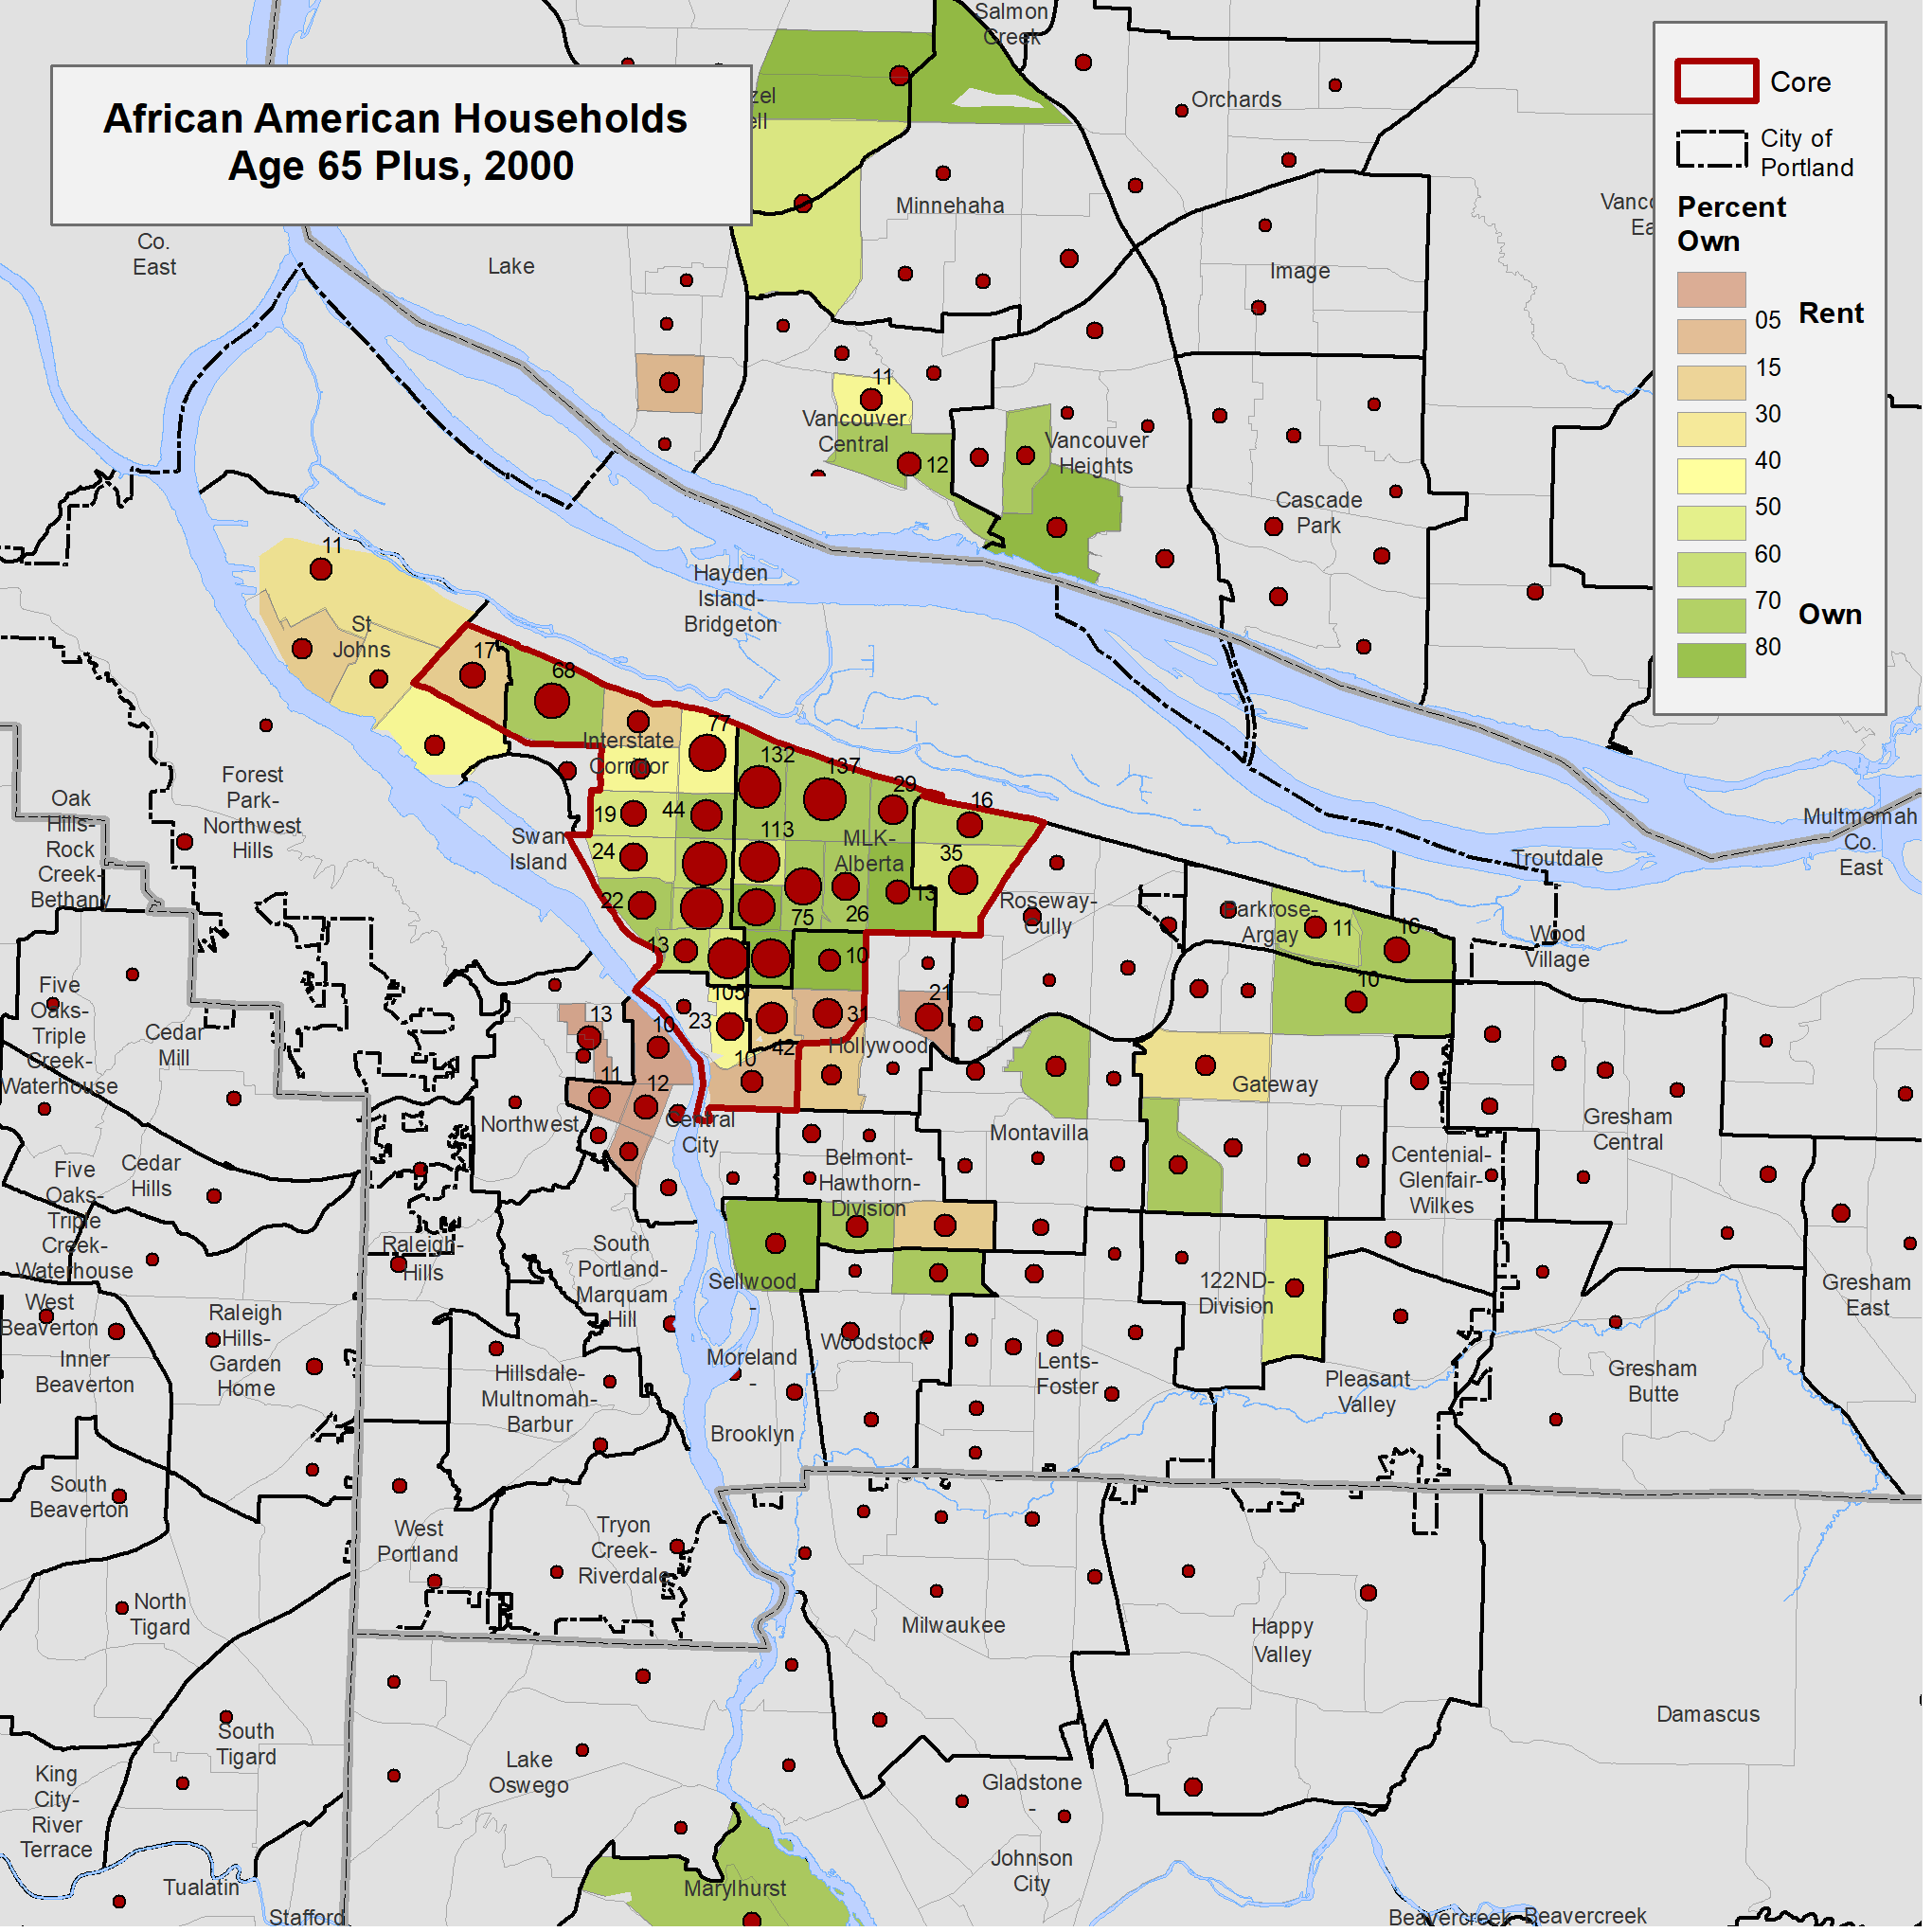 African American Households
Age 65 Plus, 2000
Core
City of
Portland
Percent
Own
05
Rent
15
30
40
50
60
70
Own
80
Salmon
Creek
Orchards
Minnehaha
Co.
East
Lake
Image
11
Vancouver
Central
12
Vancouver
Heights
Cascade
Park
11
Hayden
Island-
Bridgeton
St
Johns
17
68
Interstate
Corridor
77
132
137
29
16
19
44
113
MLK-
Alberta
35
24
22
75
26
13
13
10
105
23
31
42
10
21
Hollywood
Swan
Island
Forest
Park-
Northwest
Hills
Oak
Hills-
Rock
Creek-
Bethany
Roseway-
Cully
Parkrose-
Argay
11
16
10
Troutdale
Wood
Village
Multmomah
Co.
East
Five
Oaks-
Triple
Creek-
Waterhouse
Cedar
Mill
13
10
11
12
Northwest
Central
City
Gateway
Montavilla
Gresham
Central
Centennial-
Glenfair-
Wilkes
Belmont-
Hawthorn-
Division
Five
Oaks-
Triple
Creek-
Waterhouse
Cedar
Hills
Raleigh-
Hills
South
Portland-
Marquam
Hill
Sellwood
-
Moreland
-
Brooklyn
122ND-
Division
Gresham
East
West
Beaverton
Inner
Beaverton
Raleigh
Hills-
Garden
Home
Hillsdale-
Multnomah-
Barbur
Woodstock
Lents-
Foster
Pleasant
Valley
Gresham
Butte
South
Beaverton
West
Portland
Tryon
Creek-
Riverdale
North
Tigard
Milwaukee
Happy
Valley
Damascus
South
Tigard
King
City-
River
Terrace
Lake
Oswego
Gladstone
-
Johnson
City
Tualatin
Marylhurst
Stafford
Beavercreek
Beavercreek